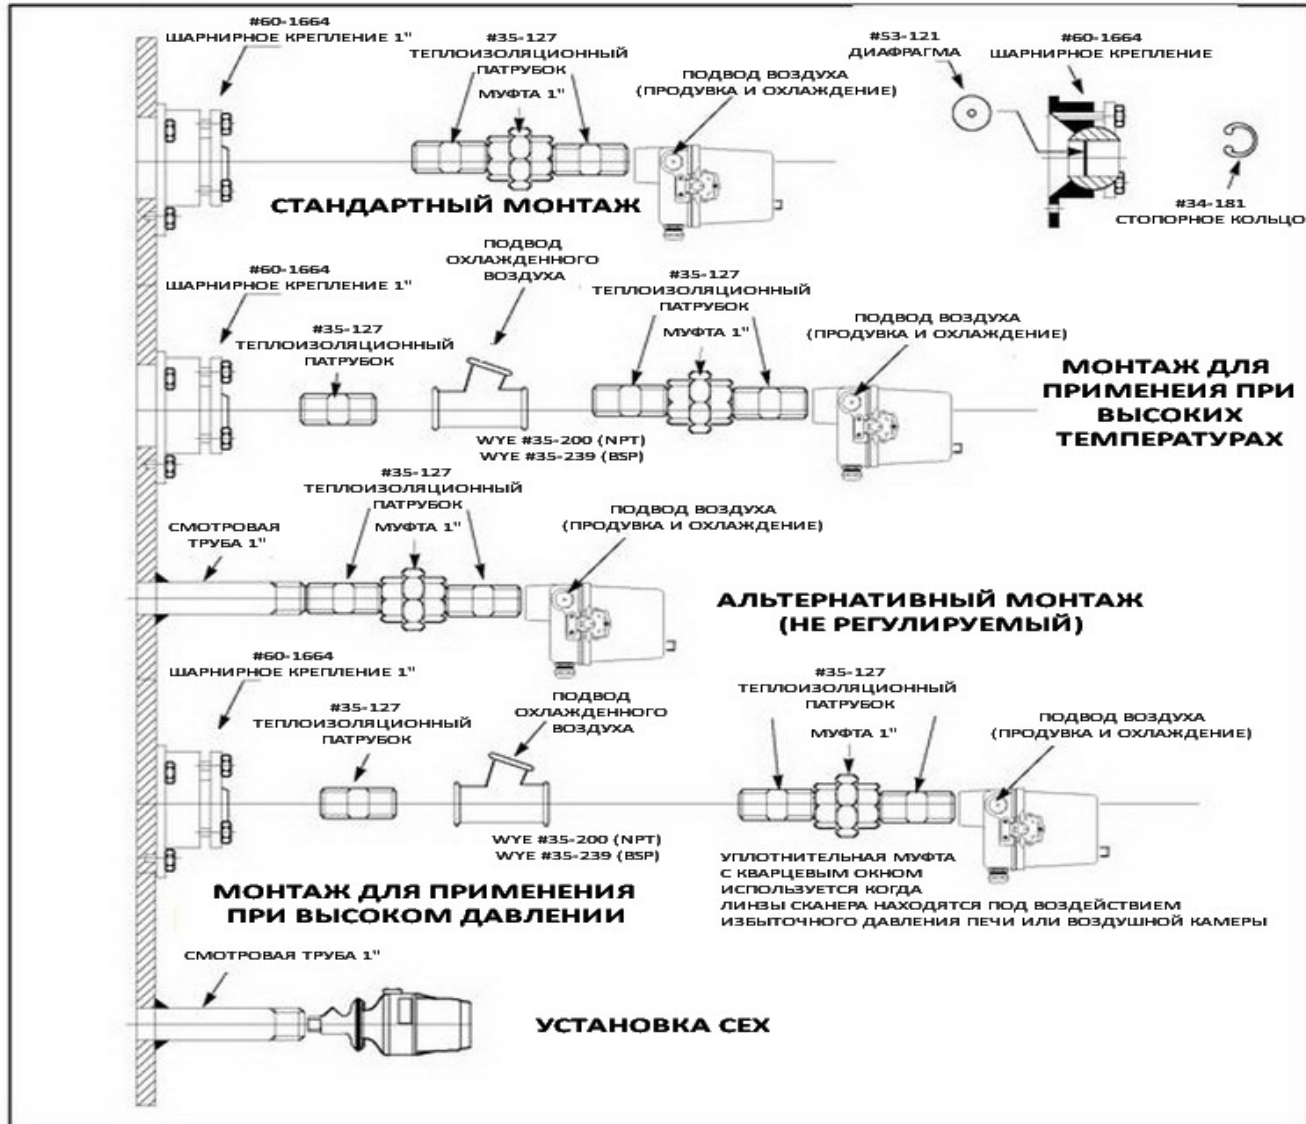 #60-1664
ШАРНИРНОЕ КРЕПЛЕНИЕ 1"
#35-127
ТЕПЛОИЗОЛЯЦИОННЫЙ
ПАТРУБОК
МУФТА 1"
ПОДВОД ВОЗДУХА
(ПРОДУВКА И ОХЛАЖДЕНИЕ)
#53-121
ДИАФРАГМА
#60-1664
ШАРНИРНОЕ КРЕПЛЕНИЕ
#34-181
СТОПОРНОЕ КОЛЬЦО
СТАНДАРТНЫЙ МОНТАЖ
#60-1664
ШАРНИРНОЕ КРЕПЛЕНИЕ 1"
#35-127
ТЕПЛОИЗОЛЯЦИОННЫЙ
ПАТРУБОК
ПОДВОД
ОХЛАЖДЕННОГО
ВОЗДУХА
#35-127
ТЕПЛОИЗОЛЯЦИОННЫЙ
ПАТРУБОК
МУФТА 1"
ПОДВОД ВОЗДУХА
(ПРОДУВКА И ОХЛАЖДЕНИЕ)
WYE #35-200 (NPT)
WYE #35-239 (BSP)
МОНТАЖ ДЛЯ
ПРИМЕНЕИЯ ПРИ
ВЫСОКИХ
ТЕМПЕРАТУРАХ
СМОТРОВАЯ
ТРУБА 1"
#35-127
ТЕПЛОИЗОЛЯЦИОННЫЙ
ПАТРУБОК
МУФТА 1"
ПОДВОД ВОЗДУХА
(ПРОДУВКА И ОХЛАЖДЕНИЕ)
АЛЬТЕРНАТИВНЫЙ МОНТАЖ
(НЕ РЕГУЛИРУЕМЫЙ)
#60-1664
ШАРНИРНОЕ КРЕПЛЕНИЕ 1"
#35-127
ТЕПЛОИЗОЛЯЦИОННЫЙ
ПАТРУБОК
ПОДВОД
ОХЛАЖДЕННОГО
ВОЗДУХА
#35-127
ТЕПЛОИЗОЛЯЦИОННЫЙ
ПАТРУБОК
МУФТА 1"
ПОДВОД ВОЗДУХА
(ПРОДУВКА И ОХЛАЖДЕНИЕ)
WYE #35-200 (NPT)
WYE #35-239 (BSP)
УПЛОТНИТЕЛЬНАЯ МУФТА
С КВАРЦЕВЫМ ОКНОМ
ИСПОЛЬЗУЕТСЯ КОГДА
ЛИНЗЫ СКАНЕРА НАХОДЯТСЯ ПОД ВОЗДЕЙСТВИЕМ
ИЗБЫТОЧНОГО ДАВЛЕНИЯ ПЕЧИ ИЛИ ВОЗДУШНОЙ КАМЕРЫ
МОНТАЖ ДЛЯ ПРИМЕНЕНИЯ
ПРИ ВЫСОКОМ ДАВЛЕНИИ
СМОТРОВАЯ ТРУБА 1"
УСТАНОВКА CEX